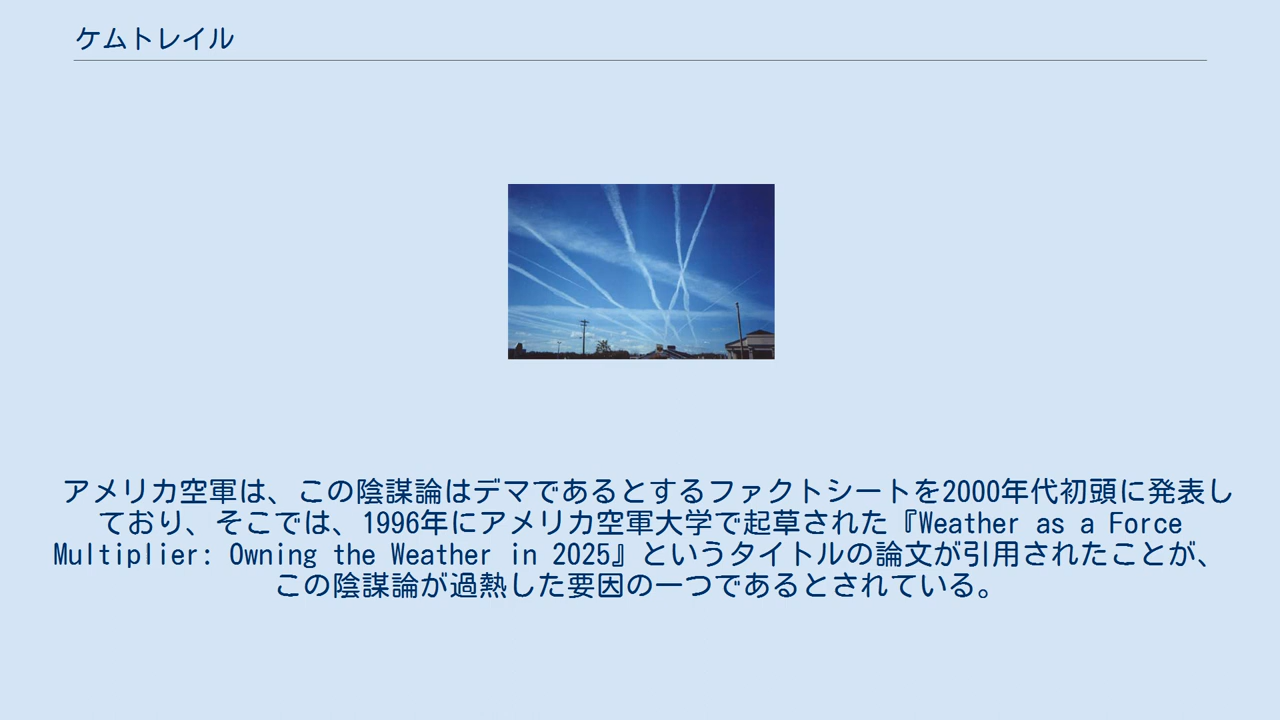 ケムトレイル
アメリカ空軍は、この陰謀論はデマであるとするファクトシートを2000年代初頭に発表し
ており、そこでは、1996年にアメリカ空軍大学で起草された『Weather as a Force
Multiplier: Owning the Weather in 2025』というタイトルの論文が引用されたことが、
この陰謀論が過熱した要因の一つであるとされている。